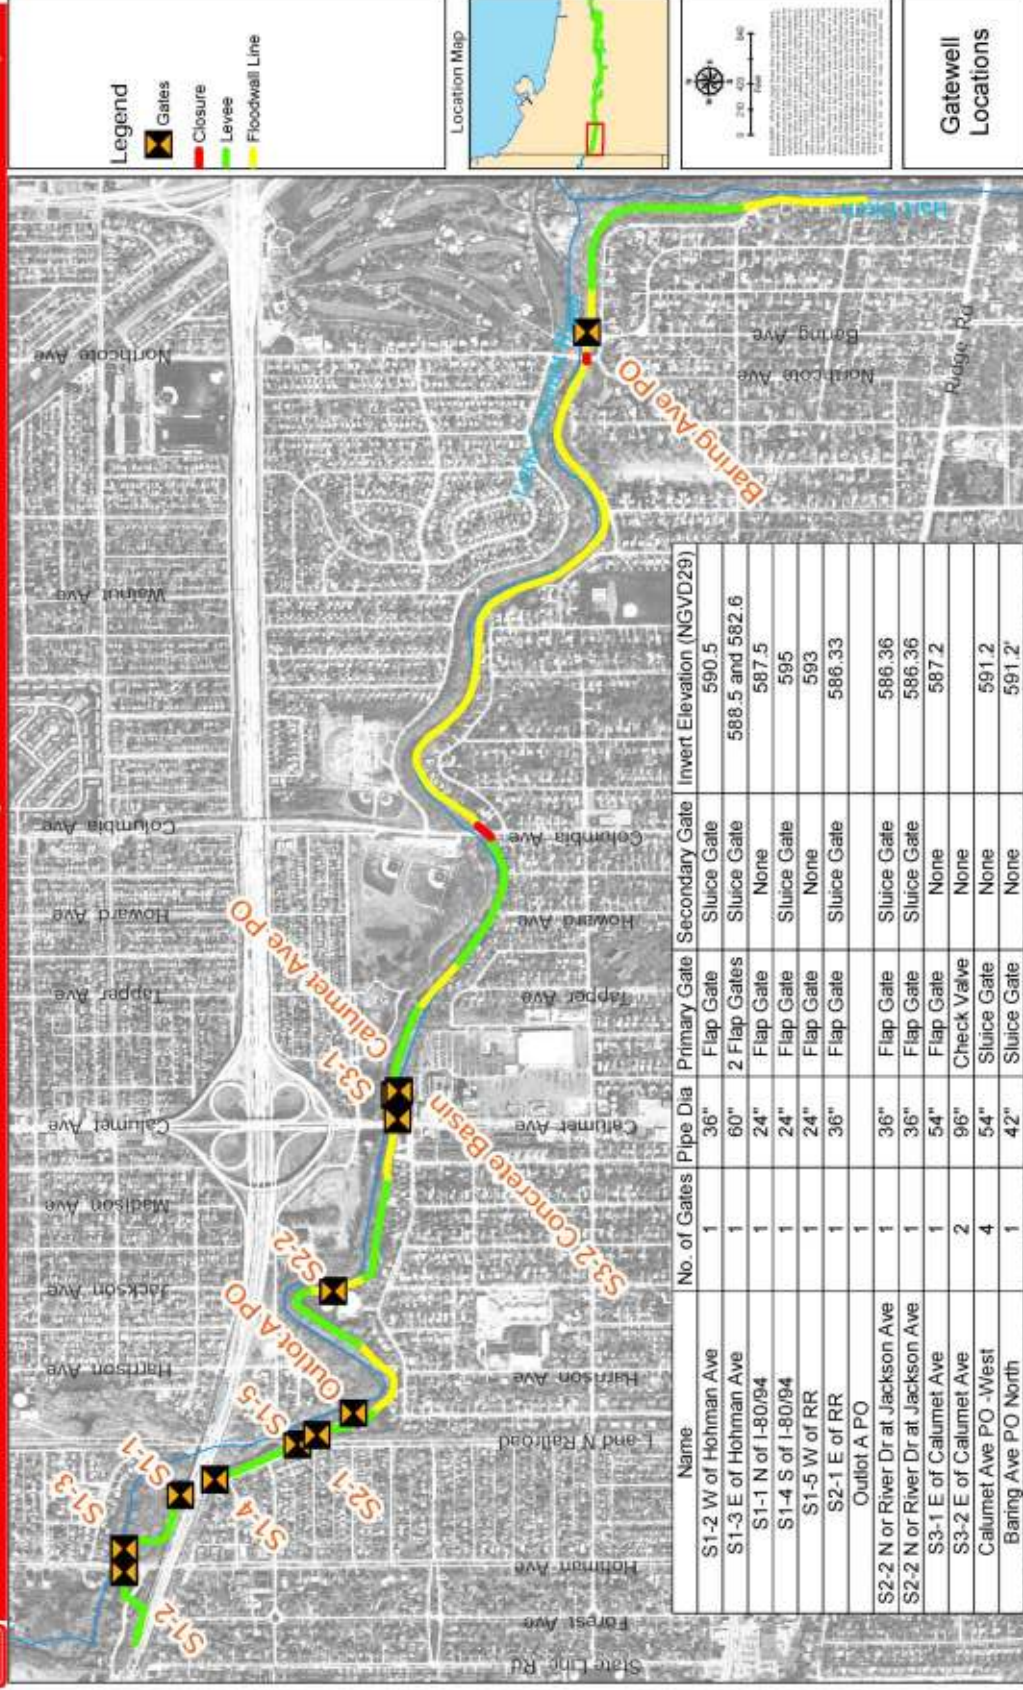 Legend
Gates
Closure
Levee
Floodwall Line
Location Map
0 210 420 840
Feet
Gatewell
Locations
Northcote Ave
Walnut Ave
Columbia Ave
Howard Ave
Tapper Ave
Calumet Ave
Madison Ave
Jackson Ave
Harrison Ave
S1-3
S1-1
S1-4
S1-5
S1-2
S2-1
Outlot A PO
S2-2
S3-1
Calumet Ave PO
S3-2 Concrete Basin
Baring Ave PO
Hart Ditch
Baring Ave
Northcote Ave
Ridge Rd
Columbia Ave
Howard Ave
Tapper Ave
Calumet Ave
Harrison Ave
L and N Railroad
Hohman Ave
Forest Ave
State Line Rd
Name No. of Gates Pipe Dia Primary Gate Secondary Gate Invert Elevation (NGVD29)
S1-2 W of Hohman Ave 1 36" Flap Gate Sluice Gate 590.5
S1-3 E of Hohman Ave 1 60" 2 Flap Gates Sluice Gate 588.5 and 582.6
S1-1 N of I-80/94 1 24" Flap Gate None 587.5
S1-4 S of I-80/94 1 24" Flap Gate Sluice Gate 595
S1-5 W of RR 1 24" Flap Gate None 593
S2-1 E of RR 1 36" Flap Gate Sluice Gate 586.33
Outlot A PO 1
S2-2 N or River Dr at Jackson Ave 1 36" Flap Gate Sluice Gate 586.36
S2-2 N or River Dr at Jackson Ave 1 36" Flap Gate Sluice Gate 586.36
S3-1 E of Calumet Ave 1 54" Flap Gate None 587.2
S3-2 E of Calumet Ave 2 96" Check Valve None
Calumet Ave PO -West 4 54" Sluice Gate None 591.2
Baring Ave PO North 1 42" Sluice Gate None 591.2'